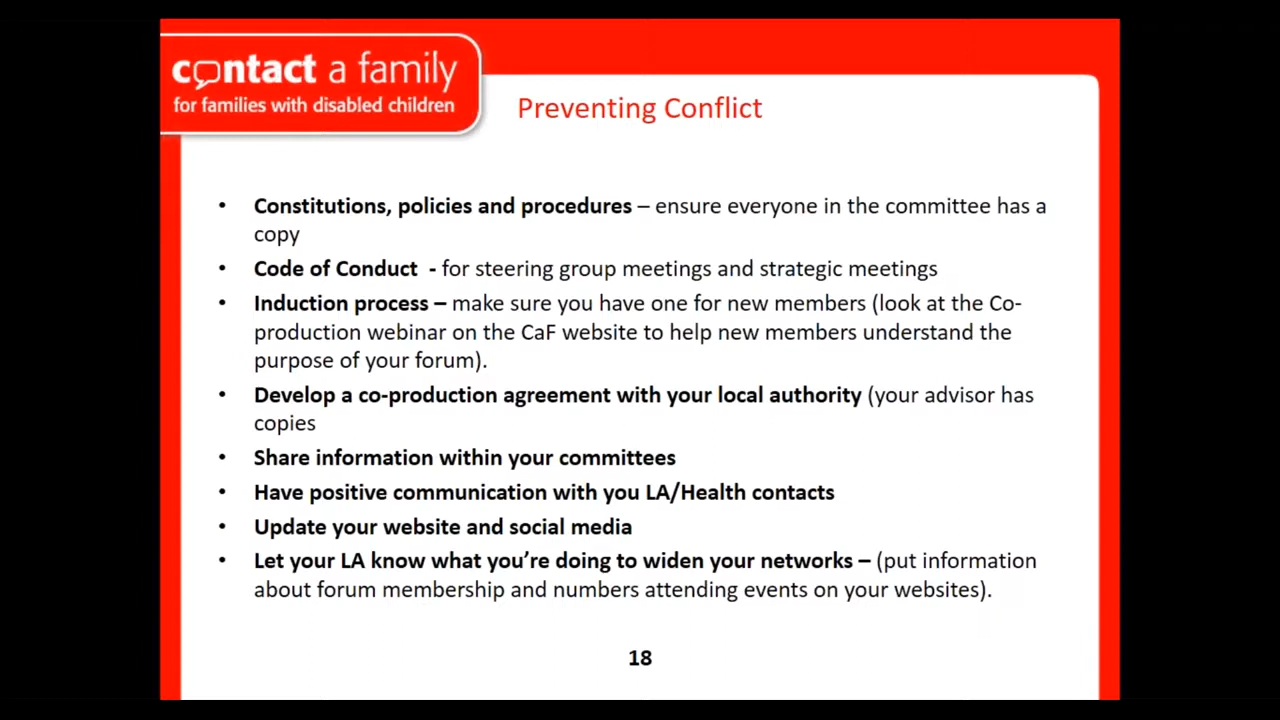 contact a family
for families with disabled children
Preventing Conflict
• Constitutions, policies and procedures – ensure everyone in the committee has a
copy
• Code of Conduct - for steering group meetings and strategic meetings
• Induction process – make sure you have one for new members (look at the Co-
production webinar on the CaF website to help new members understand the
purpose of your forum).
• Develop a co-production agreement with your local authority (your advisor has
copies
• Share information within your committees
• Have positive communication with you LA/Health contacts
• Update your website and social media
• Let your LA know what you’re doing to widen your networks – (put information
about forum membership and numbers attending events on your websites).
18